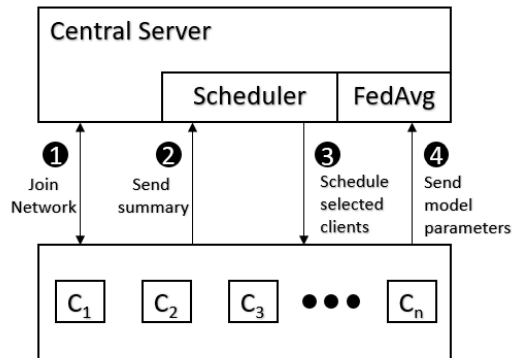 Central Server
Scheduler
FedAvg
1
Join
Network
2
Send
summary
3
Schedule
selected
clients
4
Send
model
parameters
C1
C2
C3
Cn